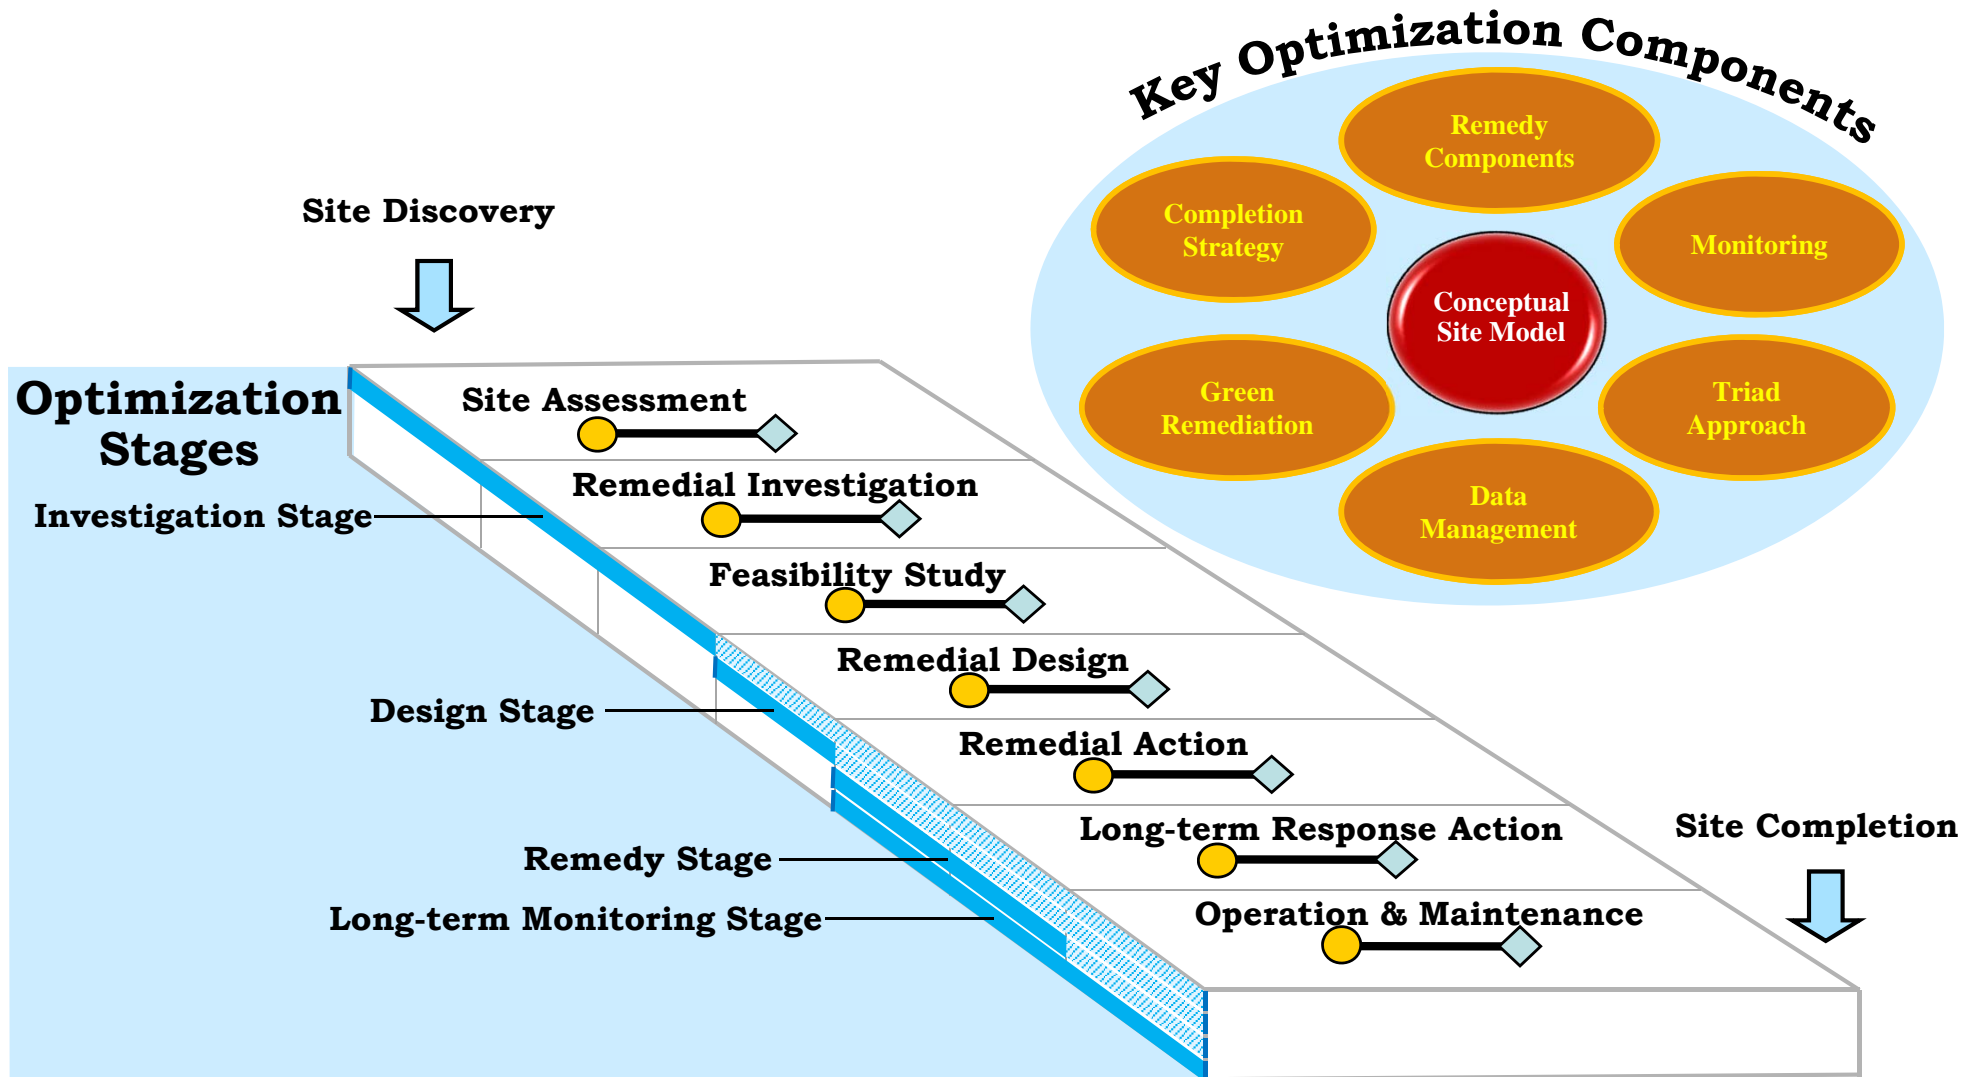 Key Optimization Components
Remedy
Components
Completion
Strategy
Monitoring
Conceptual
Site Model
Green
Remediation
Triad
Approach
Data
Management
Site Discovery
Optimization
Stages
Site Assessment
Remedial Investigation
Investigation Stage
Feasibility Study
Remedial Design
Design Stage
Remedial Action
Long-term Response Action
Site Completion
Remedy Stage
Long-term Monitoring Stage
Operation & Maintenance